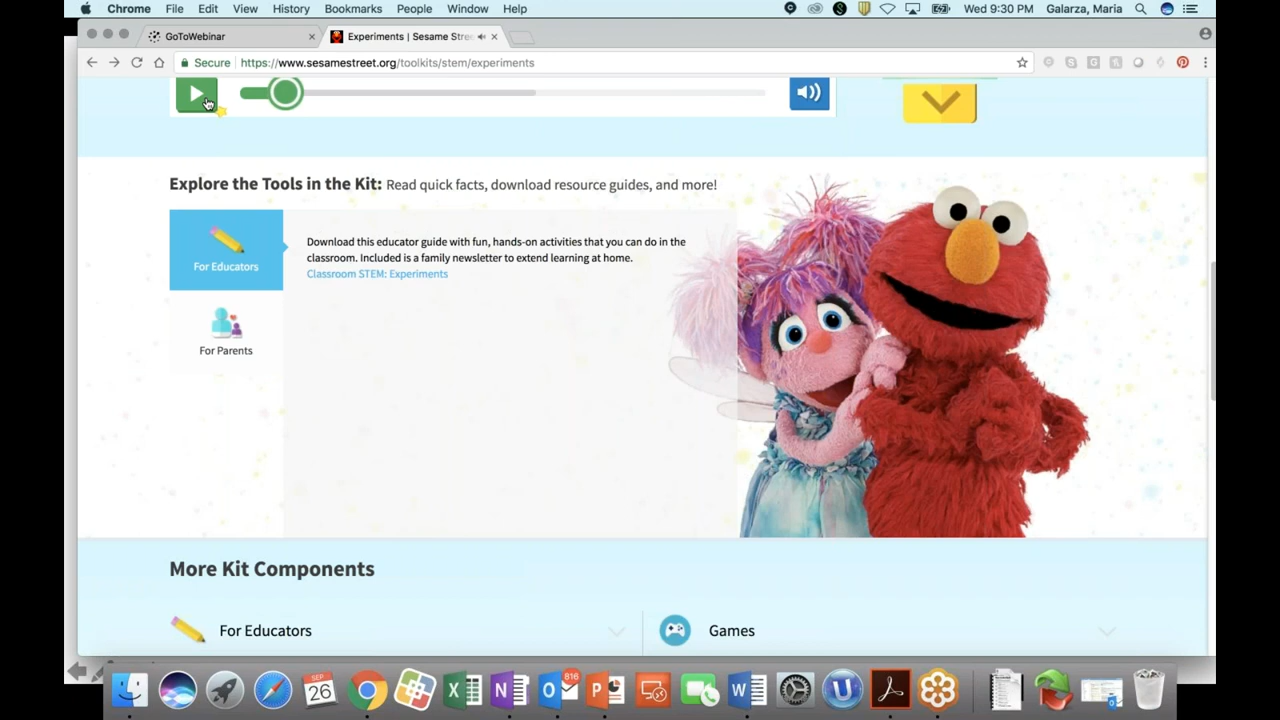 Chrome File Edit View History Bookmarks People Window Help Wed 9:30 PM Galarza, Maria
GoToWebinar
Experiments | Sesame Stree
Secure https://www.sesamestreet.org/toolkits/stem/experiments
Explore the Tools in the Kit: Read quick facts, download resource guides, and more!
For Educators
Download this educator guide with fun, hands-on activities that you can do in the
classroom. Included is a family newsletter to extend learning at home.
Classroom STEM: Experiments
For Parents
More Kit Components
For Educators
Games
SEP
26
816